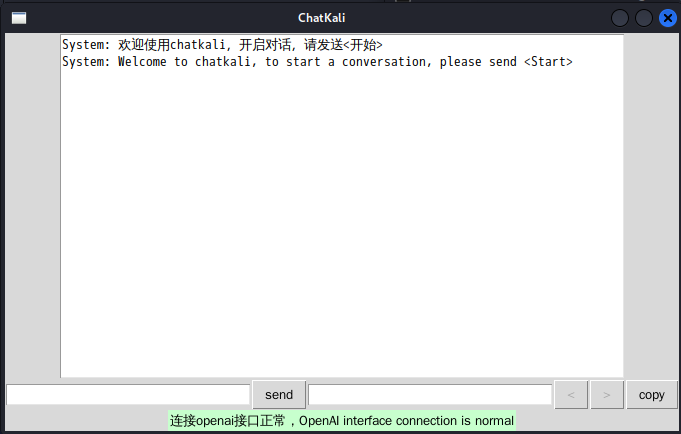 ChatKali
System: 欢迎使用chatkali, 开启对话, 请发送<开始>
System: Welcome to chatkali, to start a conversation, please send <Start>
send < > copy
连接openai接口正常，OpenAI interface connection is normal